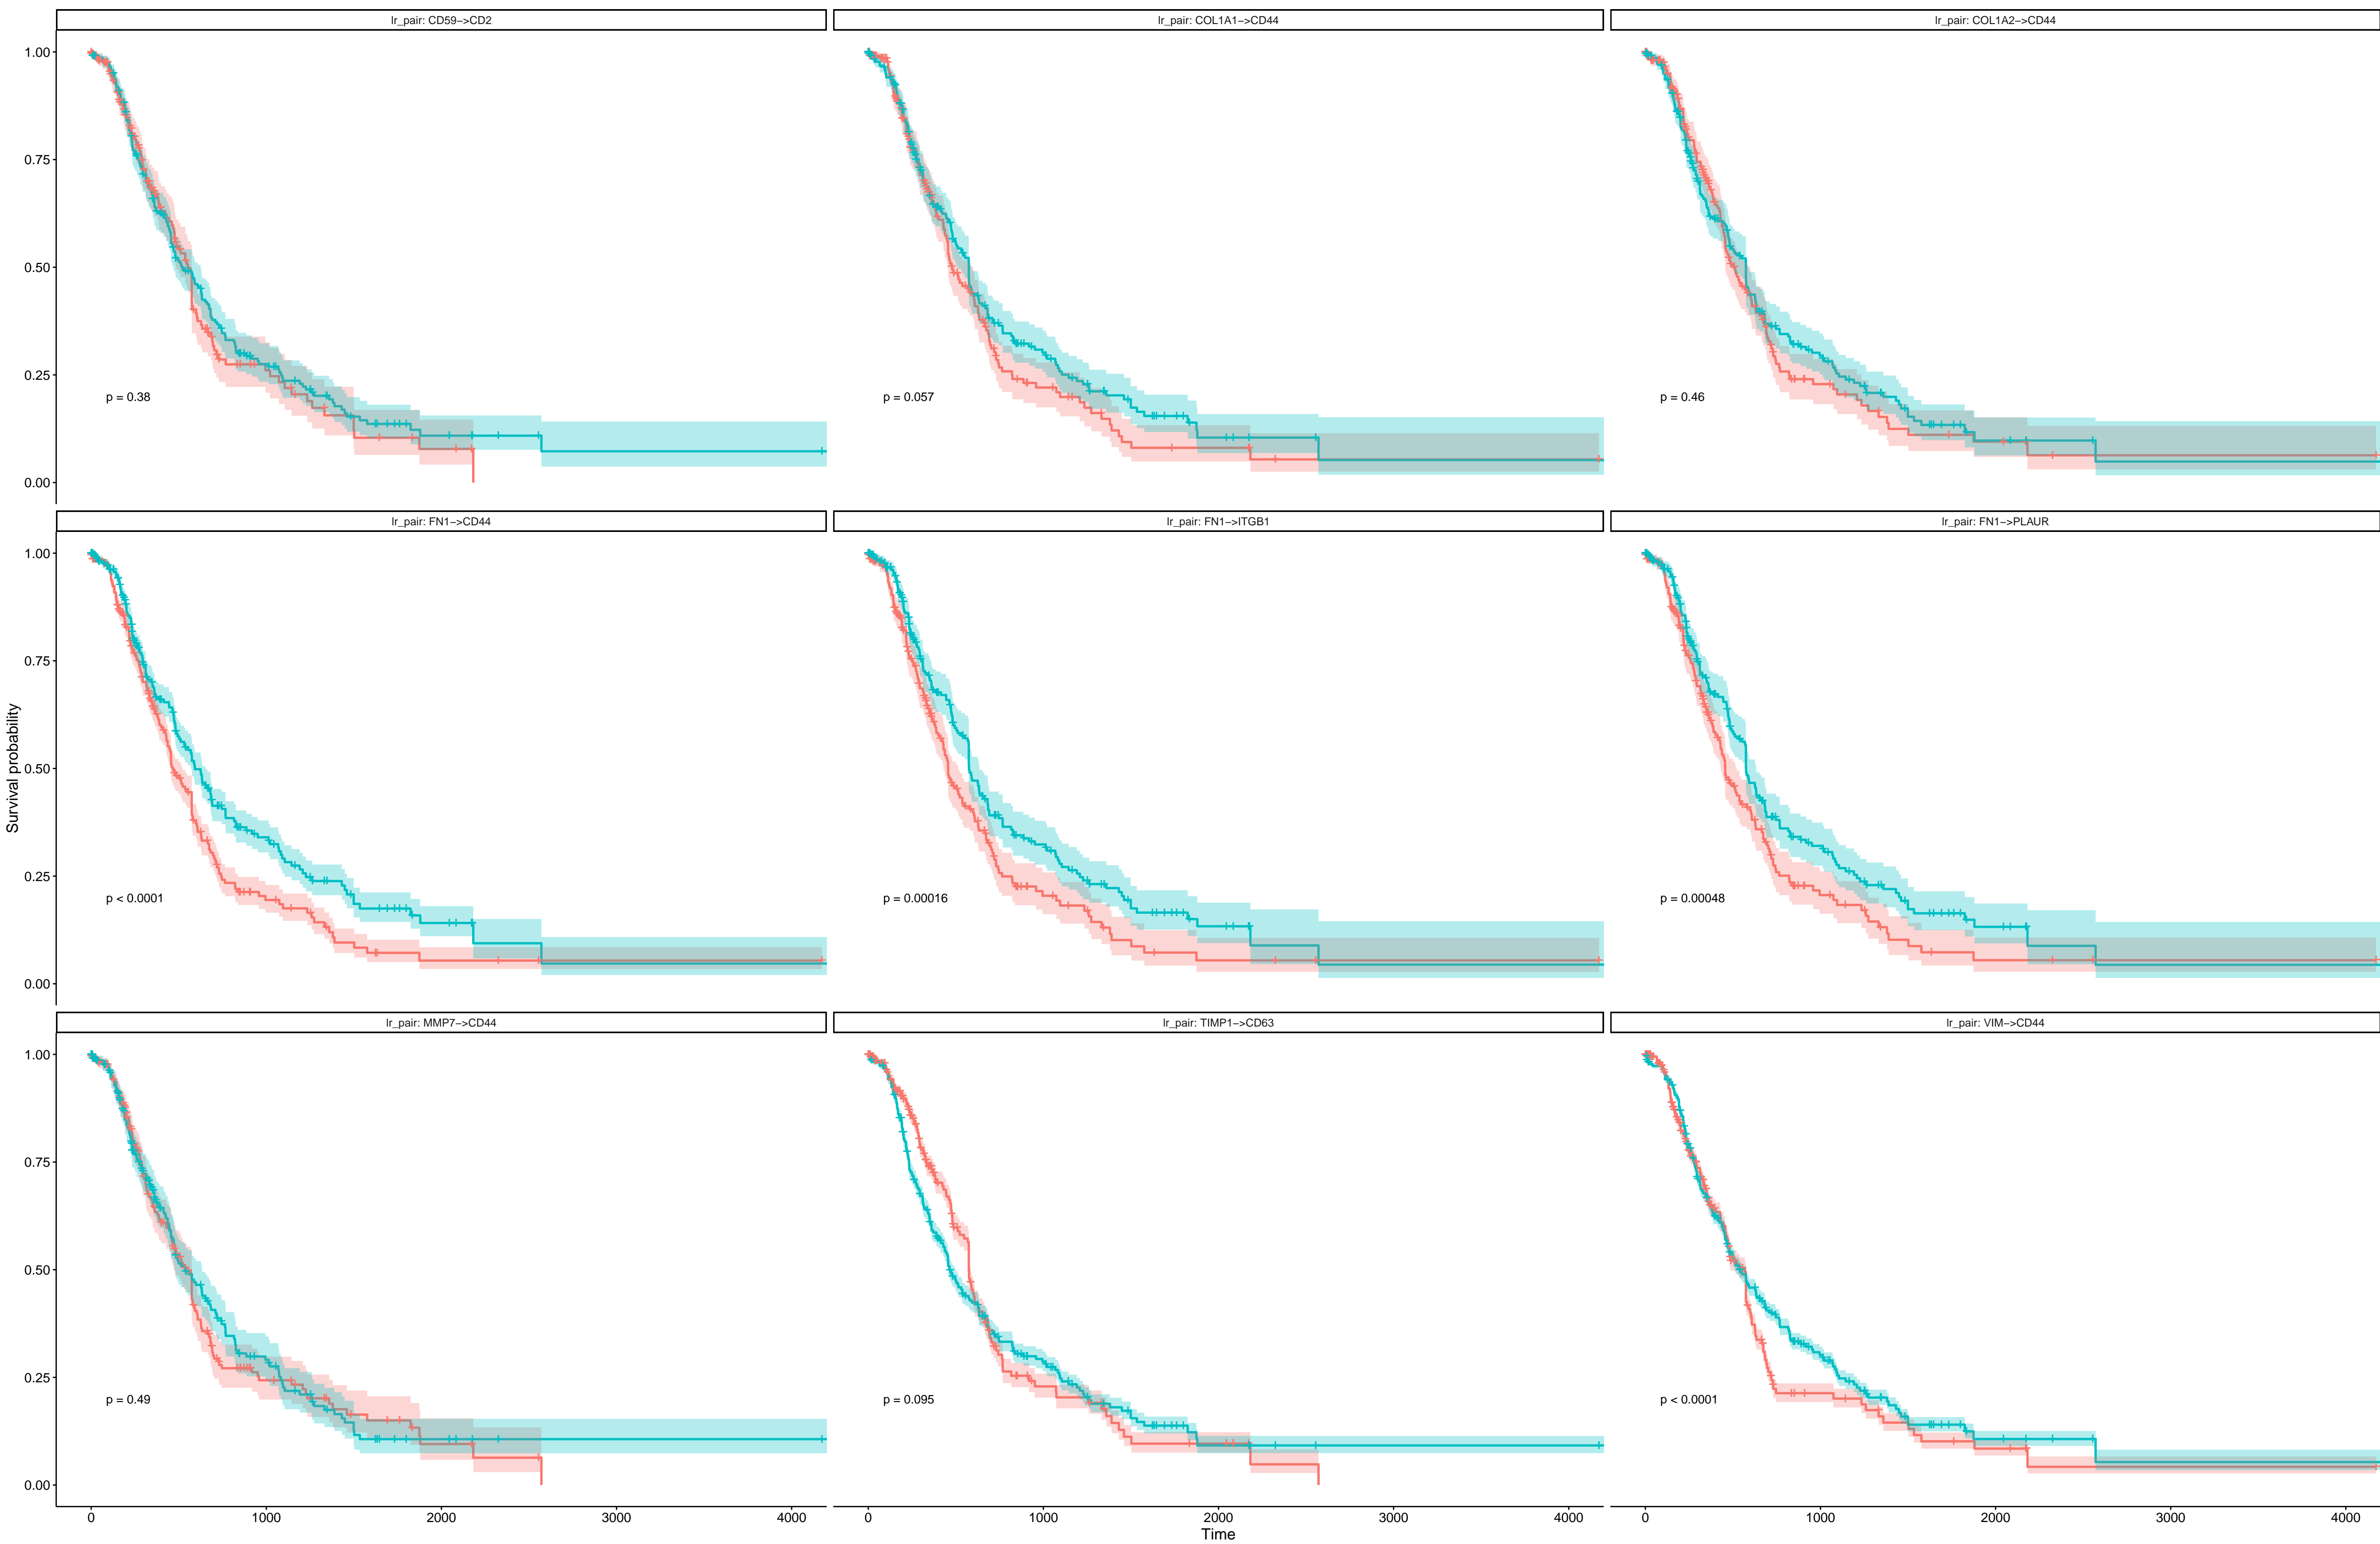 lr_pair: CD59−>CD2
lr_pair: COL1A1−>CD44
lr_pair: COL1A2−>CD44
1.00
0.75
0.50
0.25
0.00
p = 0.38
p = 0.057
p = 0.46
lr_pair: FN1−>CD44
lr_pair: FN1−>ITGB1
lr_pair: FN1−>PLAUR
Survival probability
1.00
0.75
0.50
0.25
0.00
p < 0.0001
p = 0.00016
p = 0.00048
lr_pair: MMP7−>CD44
lr_pair: TIMP1−>CD63
lr_pair: VIM−>CD44
1.00
0.75
0.50
0.25
0.00
p = 0.49
p = 0.095
p < 0.0001
0 1000 2000 3000 4000
0 1000 2000 3000 4000
0 1000 2000 3000 4000
Time